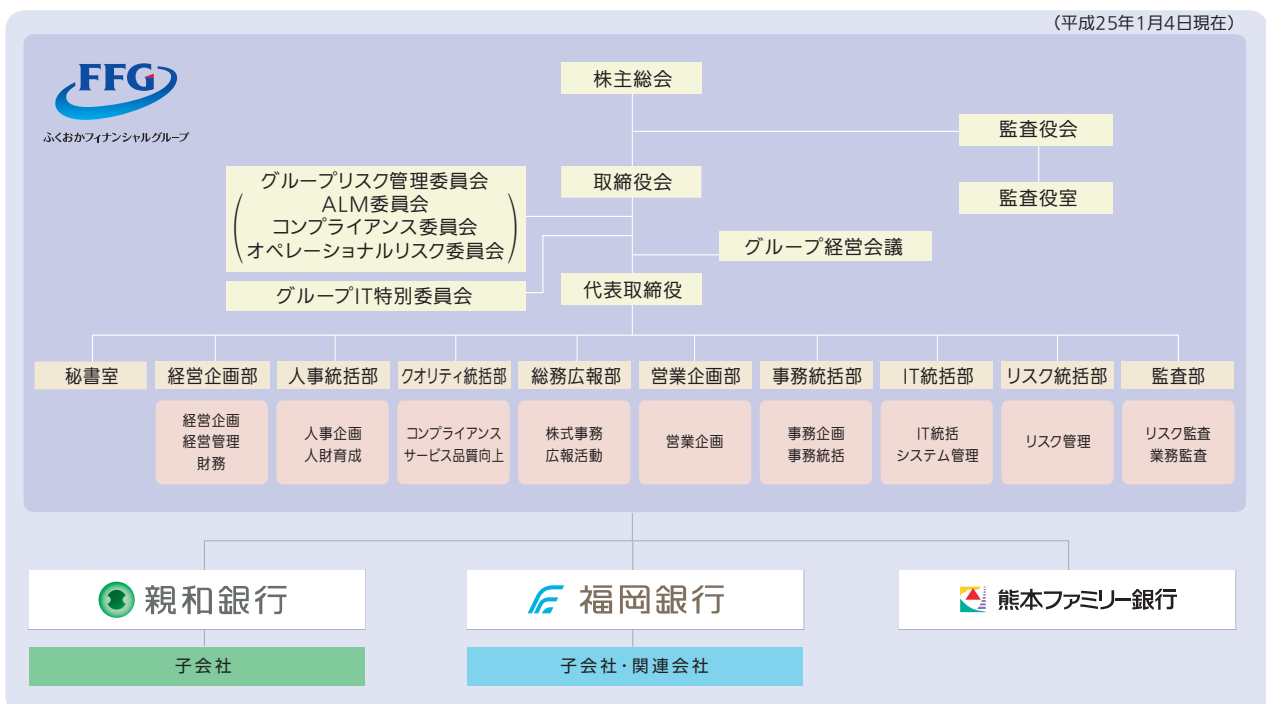 （平成25年1月4日現在）
FFG
ふくおかフィナンシャルグループ
株主総会
監査役会
監査役室
取締役会
グループリスク管理委員会
ALM委員会
コンプライアンス委員会
オペレーショナルリスク委員会
グループ経営会議
グループIT特別委員会
代表取締役
秘書室
経営企画部
人事統括部
クオリティ統括部
総務広報部
営業企画部
事務統括部
IT統括部
リスク統括部
監査部
経営企画
経営管理
財務
人事企画
人財育成
コンプライアンス
サービス品質向上
株式事務
広報活動
営業企画
事務企画
事務統括
IT統括
システム管理
リスク管理
リスク監査
業務監査
親和銀行
福岡銀行
熊本ファミリー銀行
子会社
子会社・関連会社